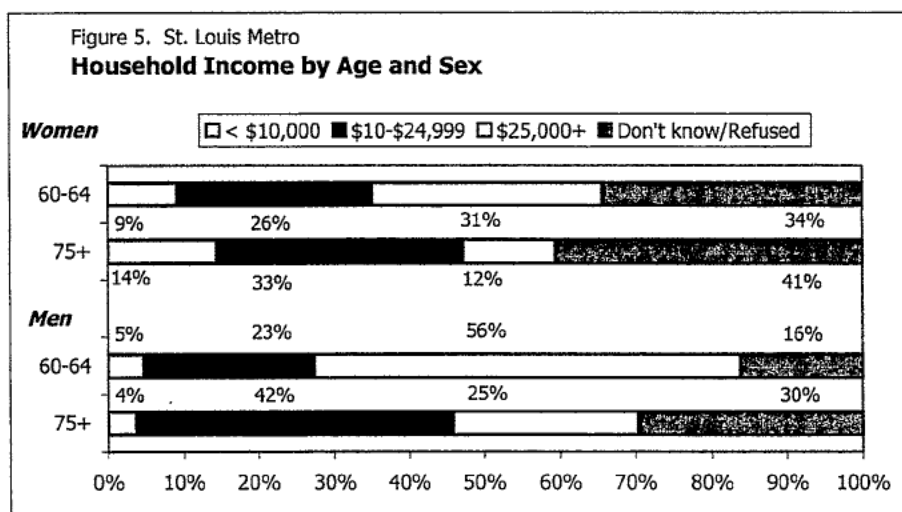 Figure 5. St. Louis Metro
Household Income by Age and Sex
Women
< $10,000 $10-$24,999 $25,000+ Don't know/Refused
60-64
9% 26% 31% 34%
75+
14% 33% 12% 41%
Men
5% 23% 56% 16%
60-64
4% 42% 25% 30%
75+
0% 10% 20% 30% 40% 50% 60% 70% 80% 90% 100%